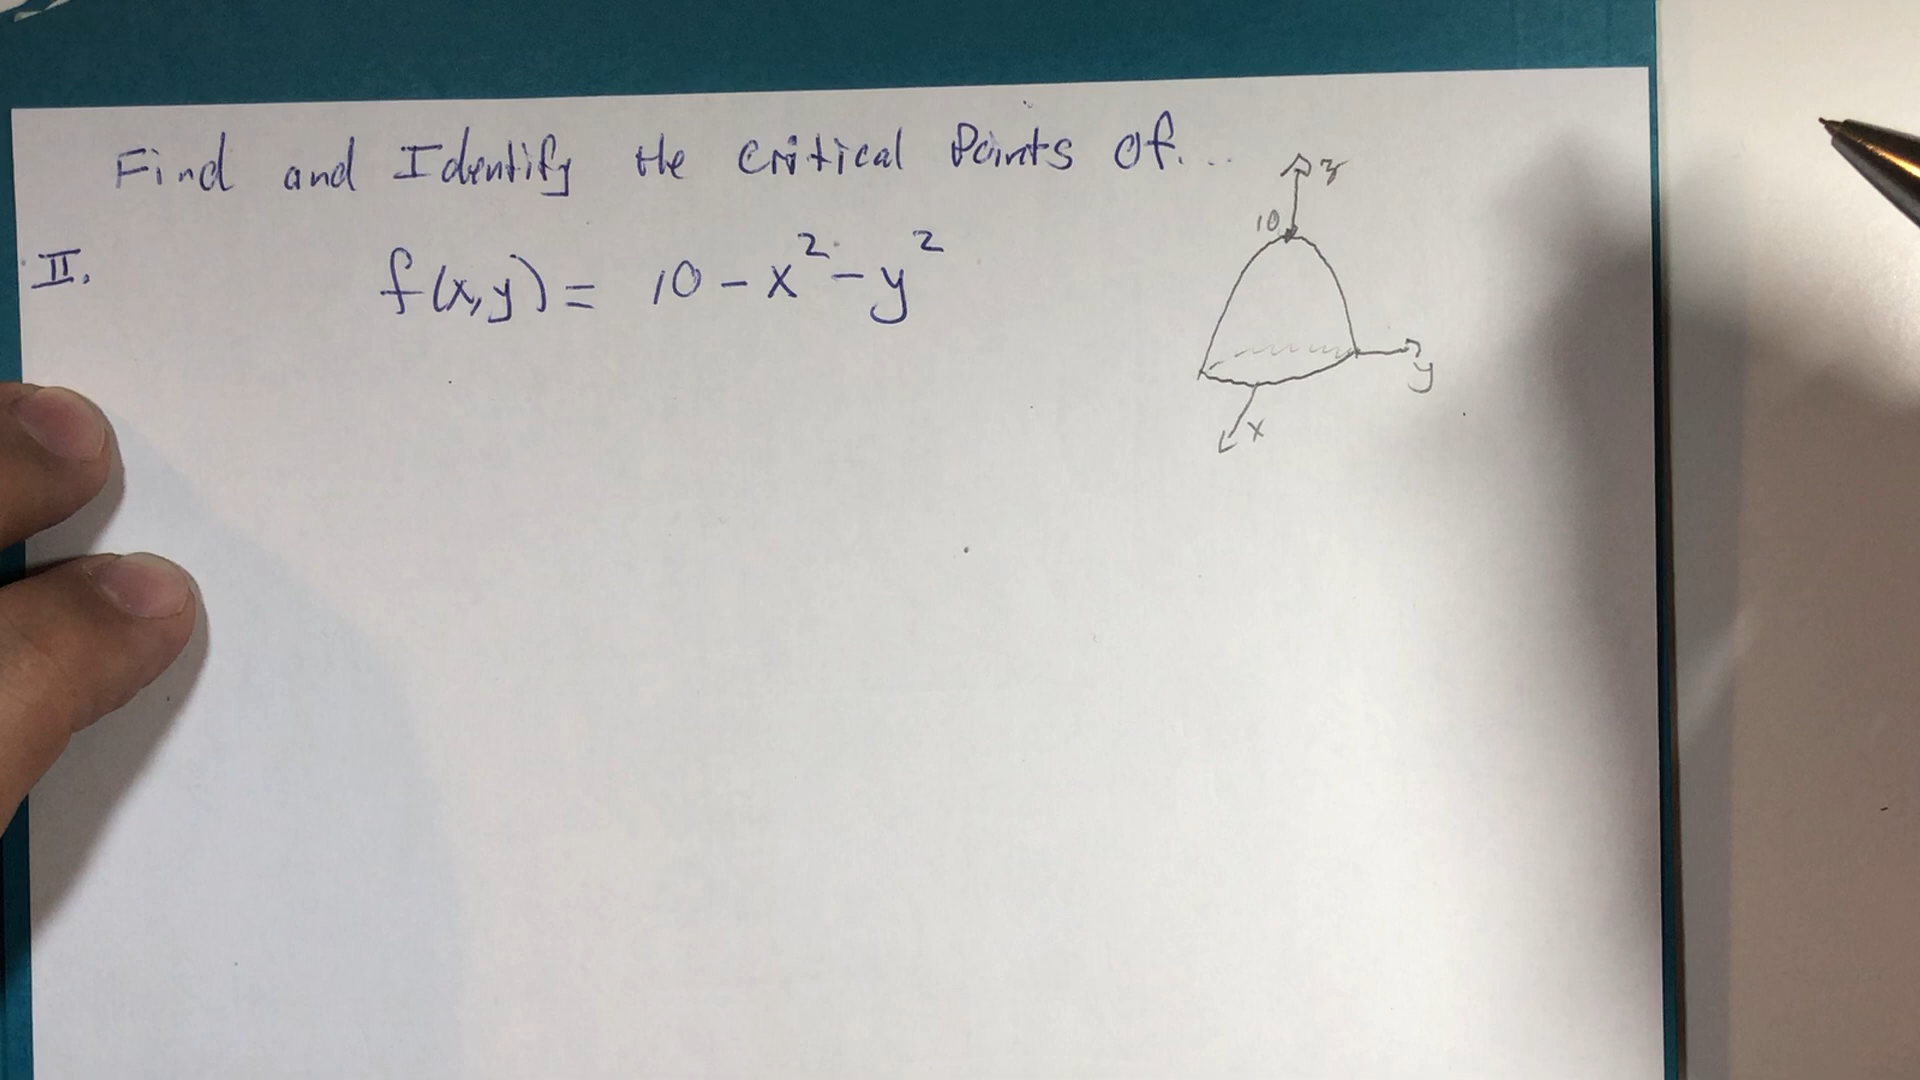 Find and Identify the Critical Points of...
II. f(x,y) = 10 - x² - y²
z
10
y
x